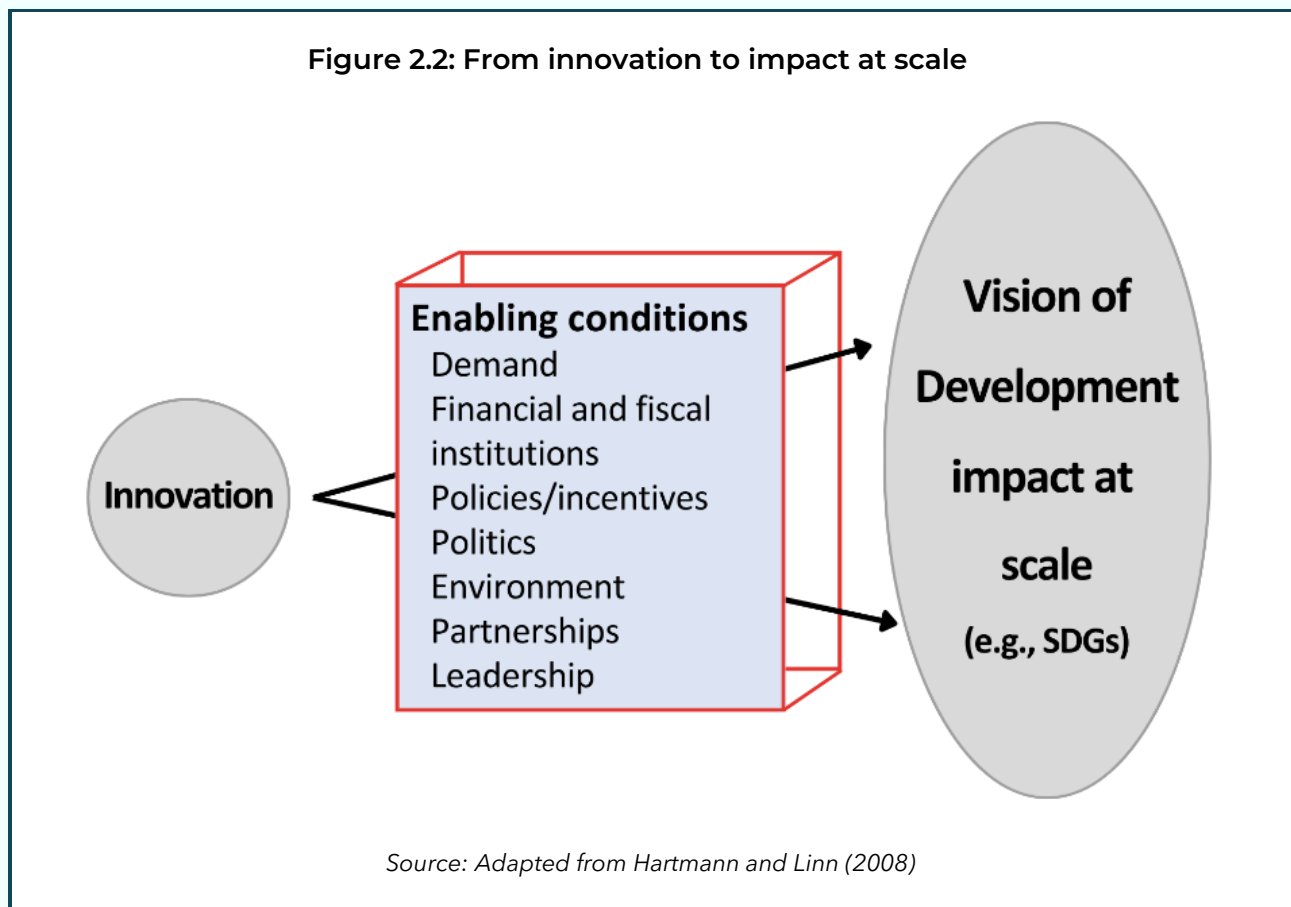 Figure 2.2: From innovation to impact at scale
Innovation
Enabling conditions
Demand
Financial and fiscal
institutions
Policies/incentives
Politics
Environment
Partnerships
Leadership
Vision of
Development
impact at
scale
(e.g., SDGs)
Source: Adapted from Hartmann and Linn (2008)